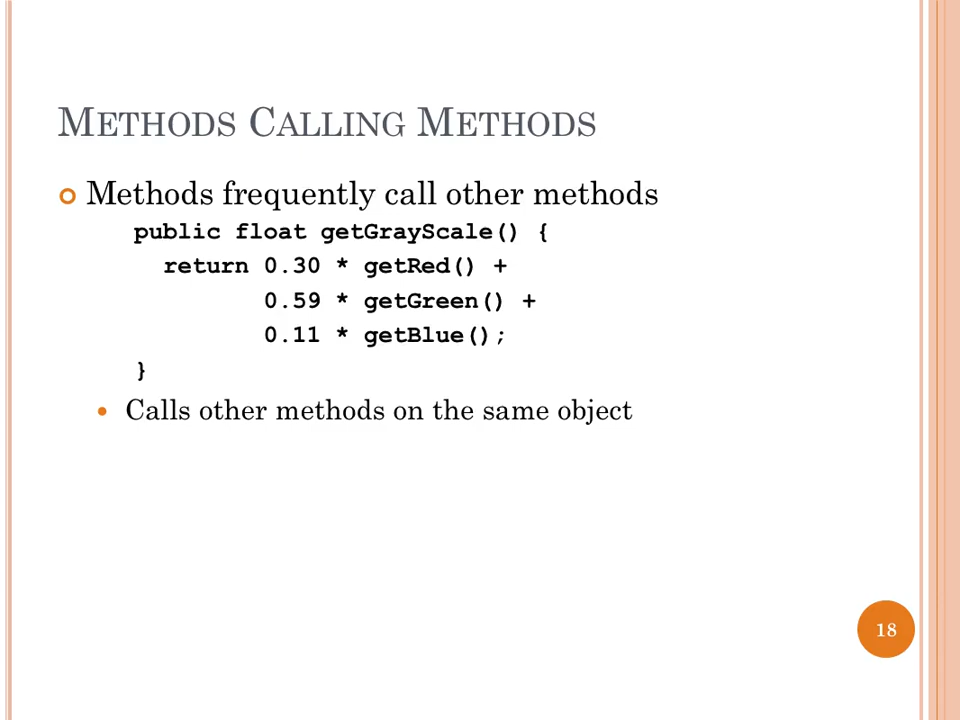 METHODS CALLING METHODS
Methods frequently call other methods
public float getGrayScale() {
return 0.30 * getRed() +
0.59 * getGreen() +
0.11 * getBlue();
}
Calls other methods on the same object
18